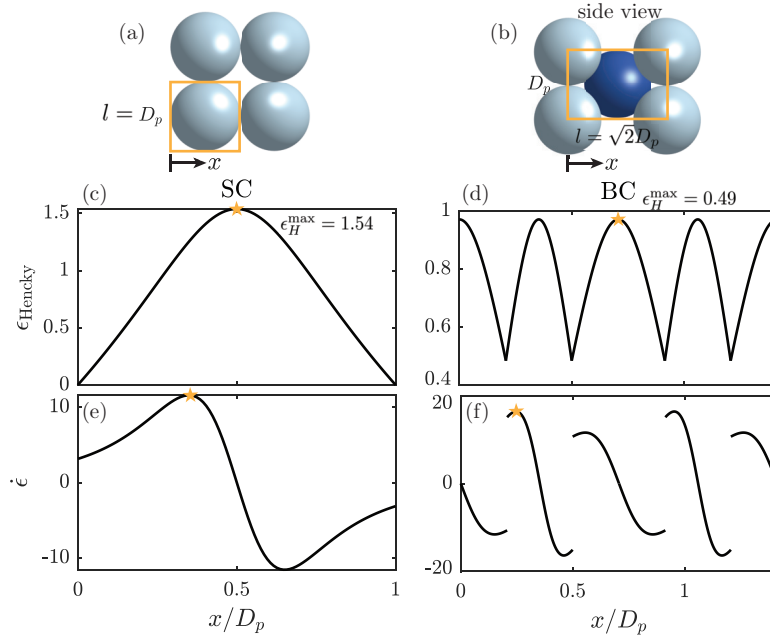 (a)
l = D_p
x
side view
(b)
D_p
l = √2D_p
x
SC
(c)
ϵ_H^max = 1.54
1.5
1
0.5
0
ϵ_Hencky
BC
(d)
ϵ_H^max = 0.49
1
0.8
0.6
0.4
(e)
10
0
-10
ϵ̇
0
0.5
1
x/D_p
(f)
20
0
-20
0
0.5
1
x/D_p